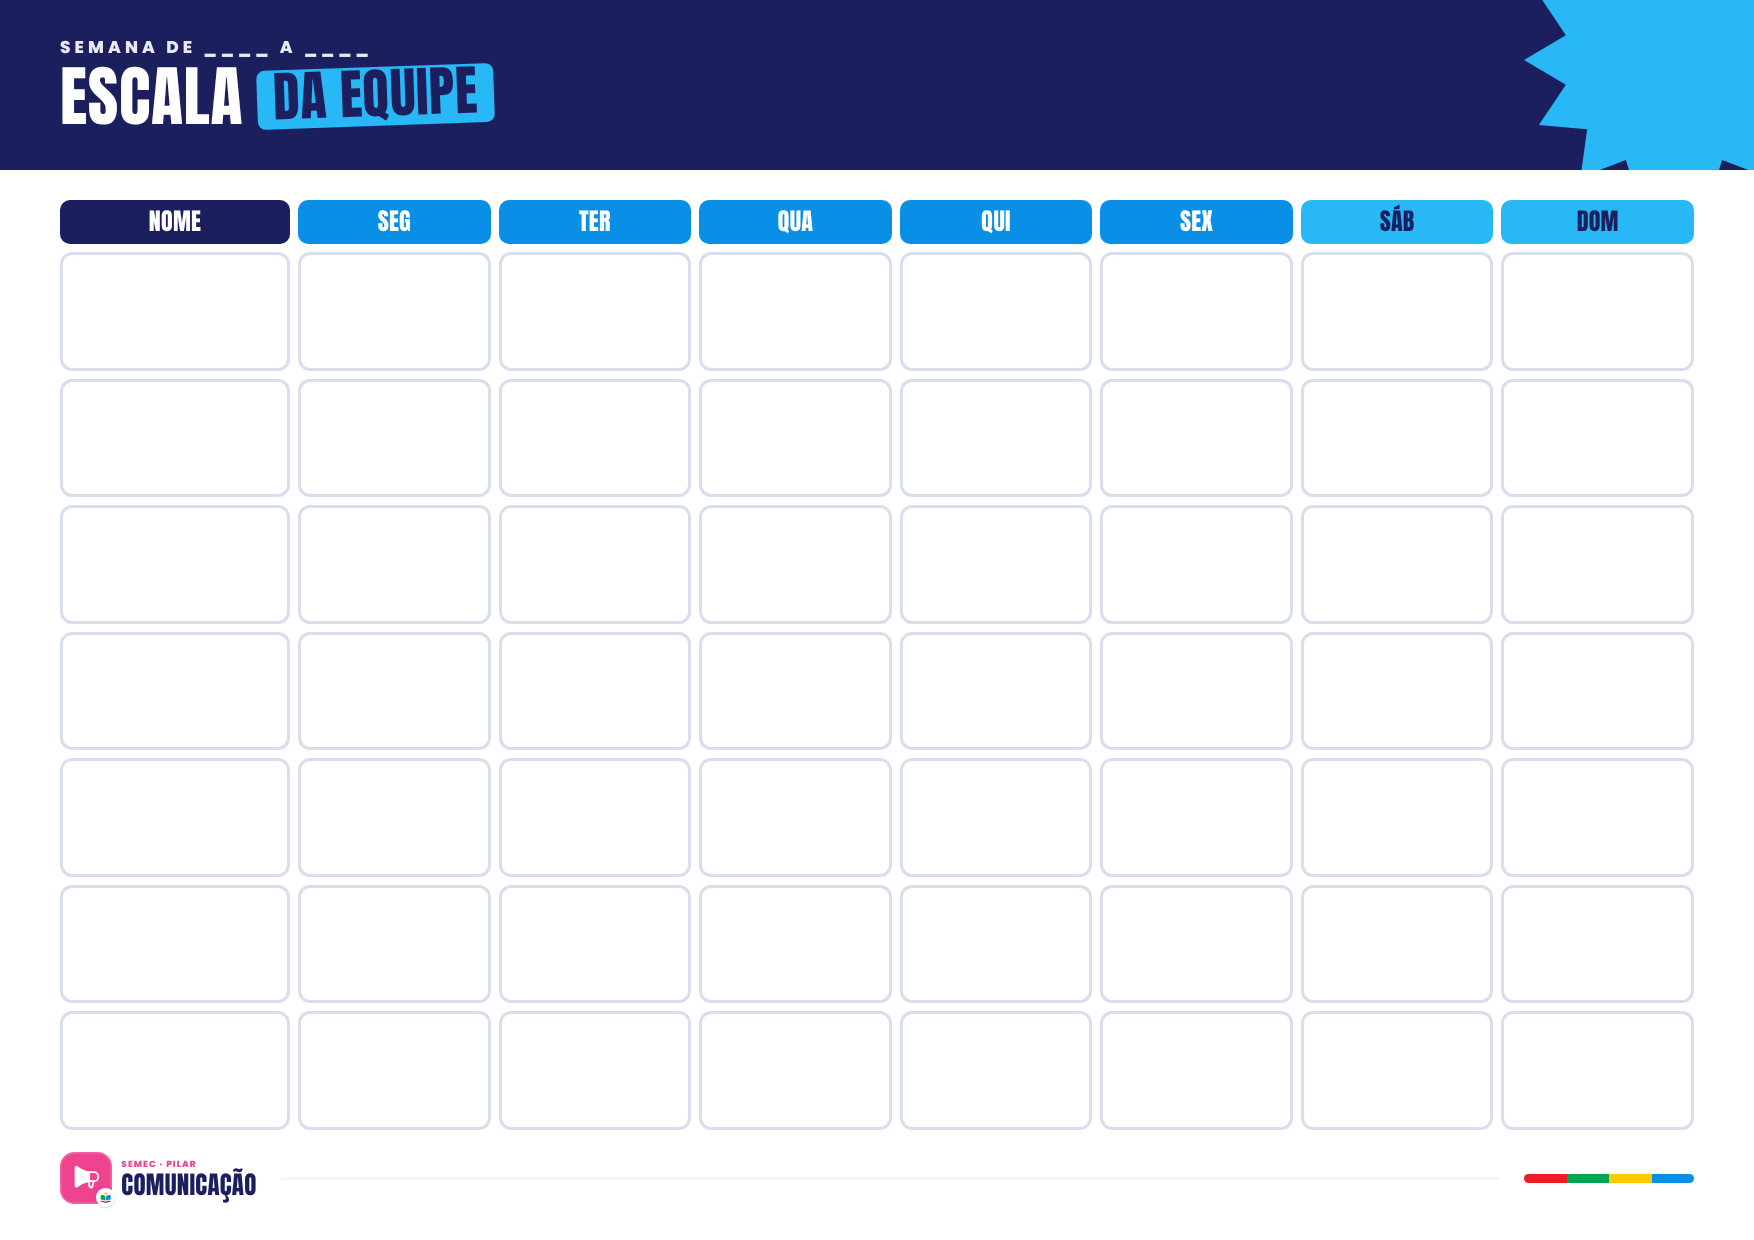 SEMANA DE ____ A ____
ESCALA DA EQUIPE
NOME SEG TER QUA QUI SEX SÁB DOM
SEMEC · PILAR
COMUNICAÇÃO